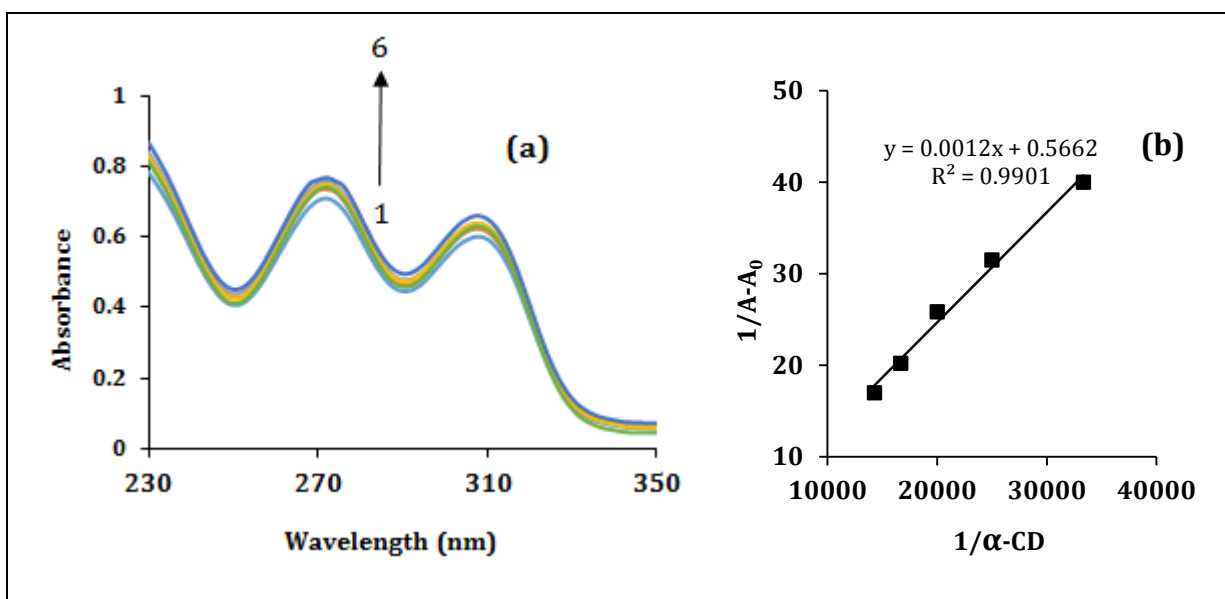 6
1
(a)
1
0.8
0.6
0.4
0.2
0
Absorbance
230
270
310
350
Wavelength (nm)
(b)
y = 0.0012x + 0.5662
R² = 0.9901
50
40
30
20
10
1/A-A₀
10000
20000
30000
40000
1/α-CD